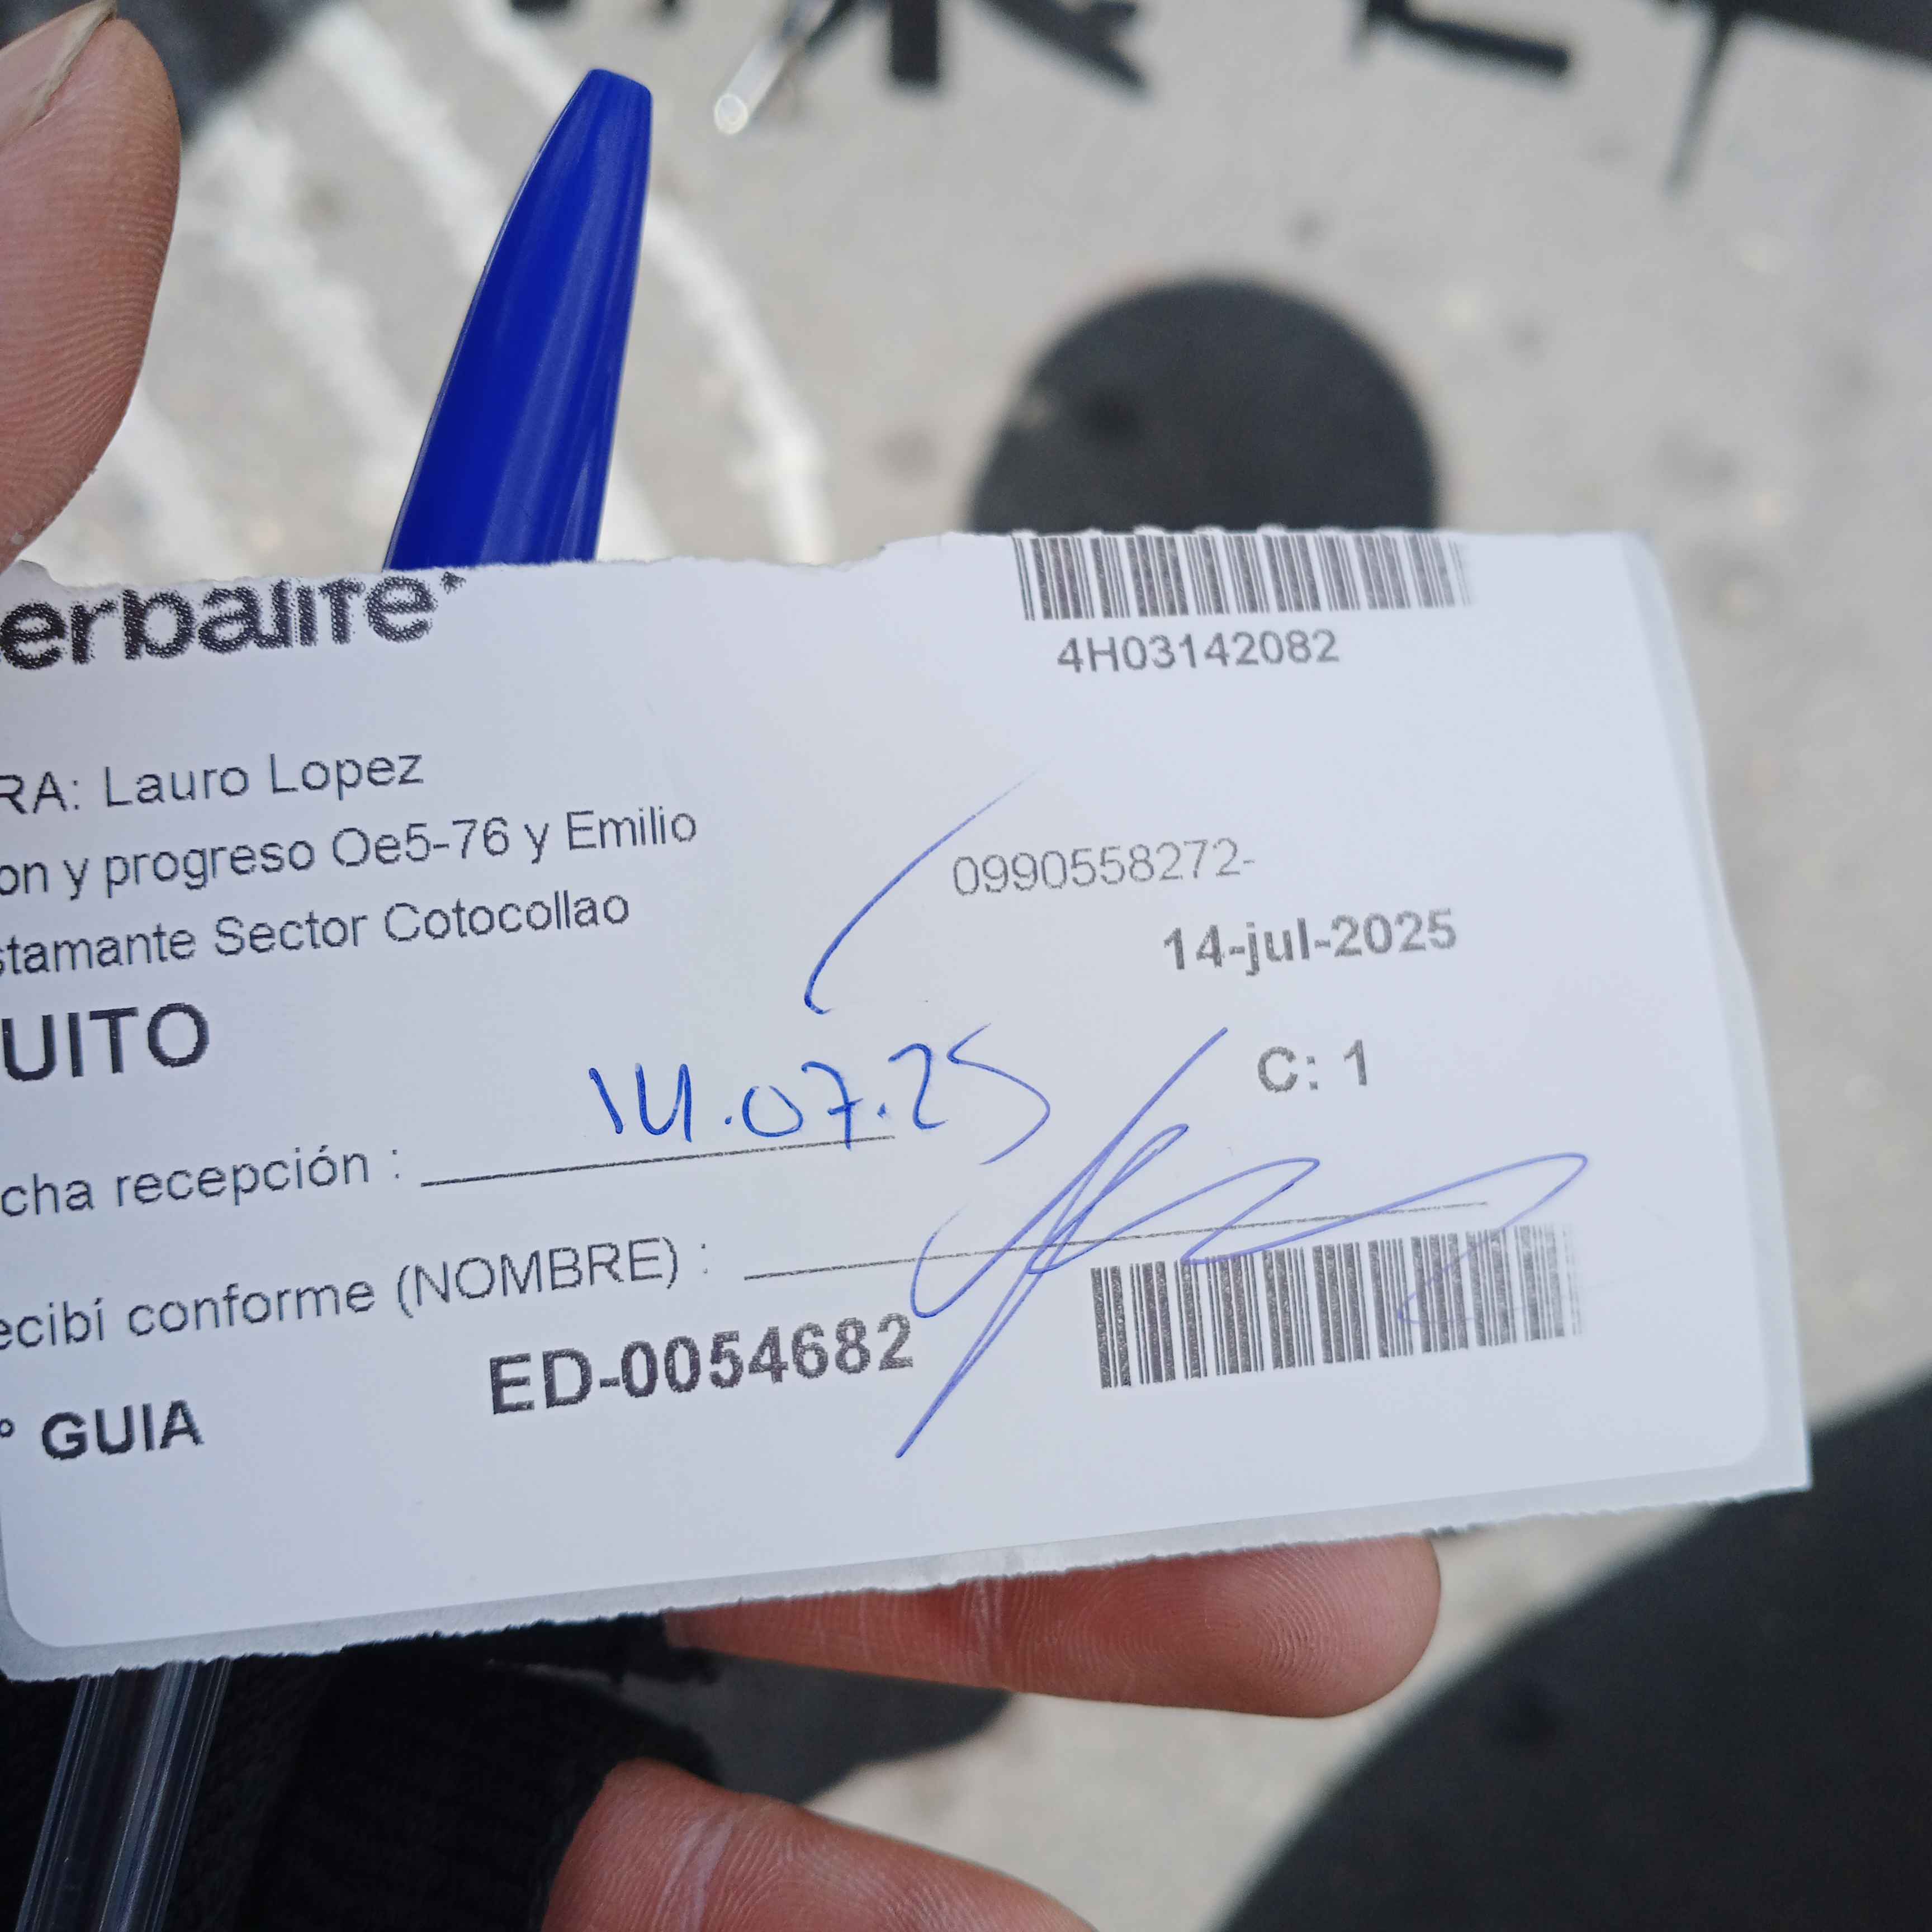 erbalife
4H03142082
RA: Lauro Lopez
on y progreso Oe5-76 y Emilio
0990558272-
stamante Sector Cotocollao
14-jul-2025
UITO
C: 1
cha recepción : 14.07.25
ecibí conforme (NOMBRE) :
ED-0054682
° GUIA